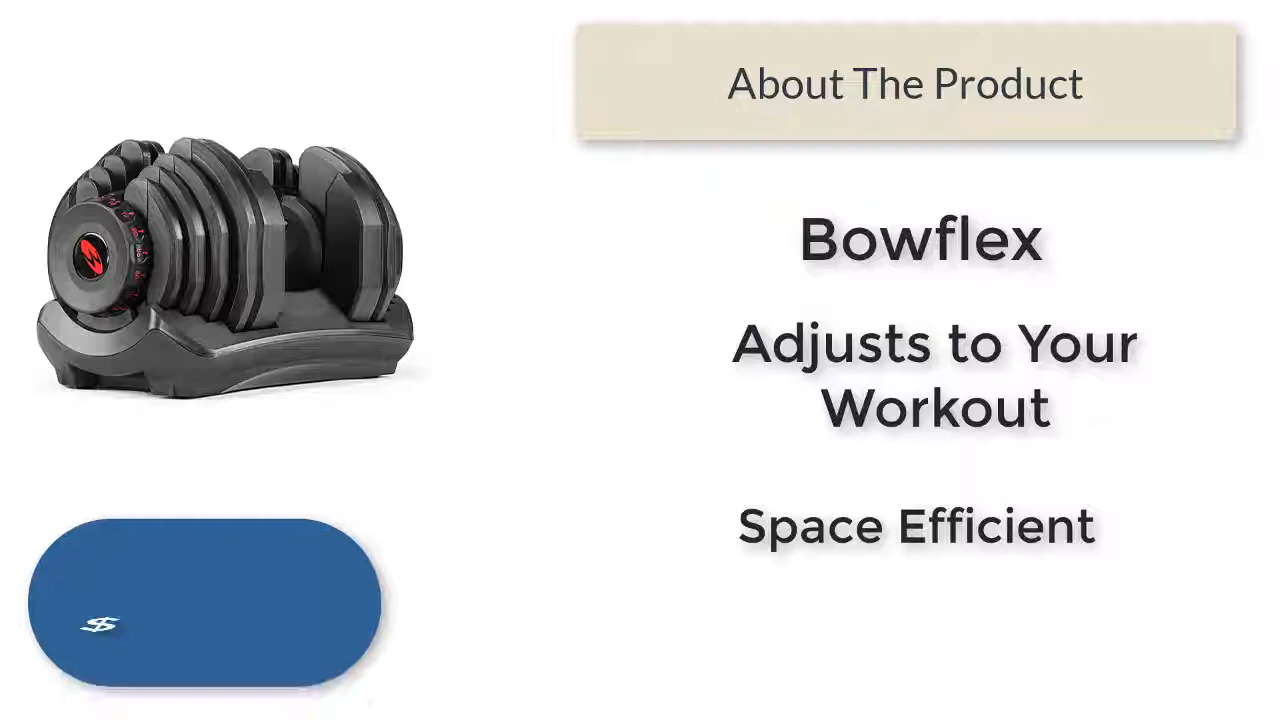 About The Product
Bowflex
Adjusts to Your
Workout
Space Efficient
$